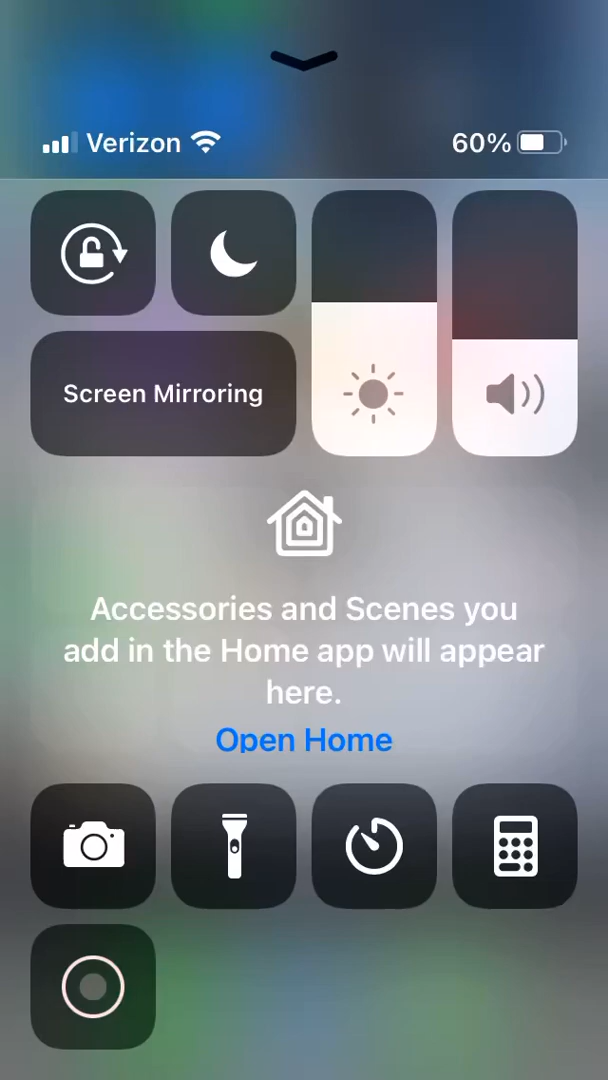 Verizon 60%
Screen Mirroring
Accessories and Scenes you
add in the Home app will appear
here.
Open Home